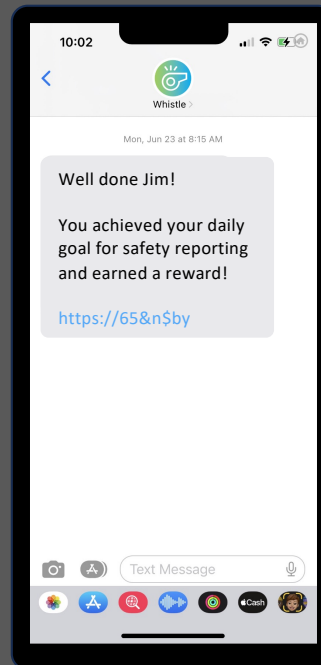 10:02
Whistle
Mon, Jun 23 at 8:15 AM
Well done Jim!
You achieved your daily
goal for safety reporting
and earned a reward!
https://65&n$by
Text Message
Cash